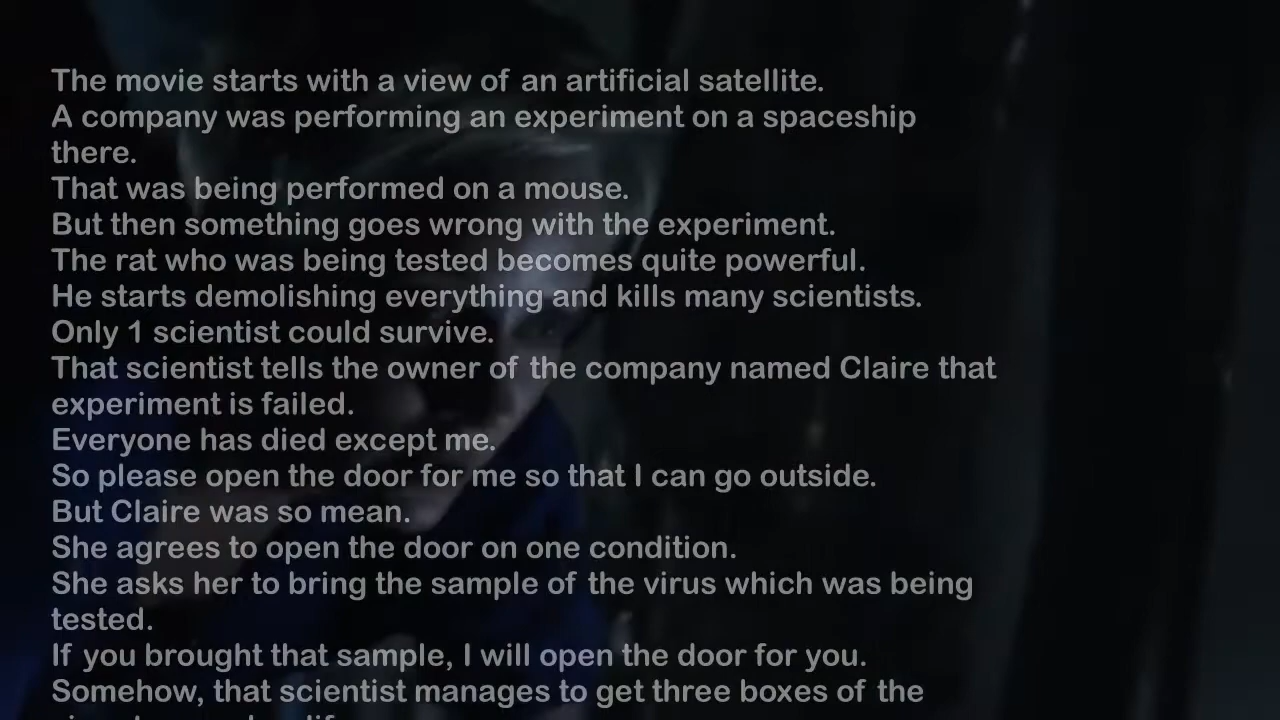 The movie starts with a view of an artificial satellite.
A company was performing an experiment on a spaceship
there.
That was being performed on a mouse.
But then something goes wrong with the experiment.
The rat who was being tested becomes quite powerful.
He starts demolishing everything and kills many scientists.
Only 1 scientist could survive.
That scientist tells the owner of the company named Claire that
experiment is failed.
Everyone has died except me.
So please open the door for me so that I can go outside.
But Claire was so mean.
She agrees to open the door on one condition.
She asks her to bring the sample of the virus which was being
tested.
If you brought that sample, I will open the door for you.
Somehow, that scientist manages to get three boxes of the